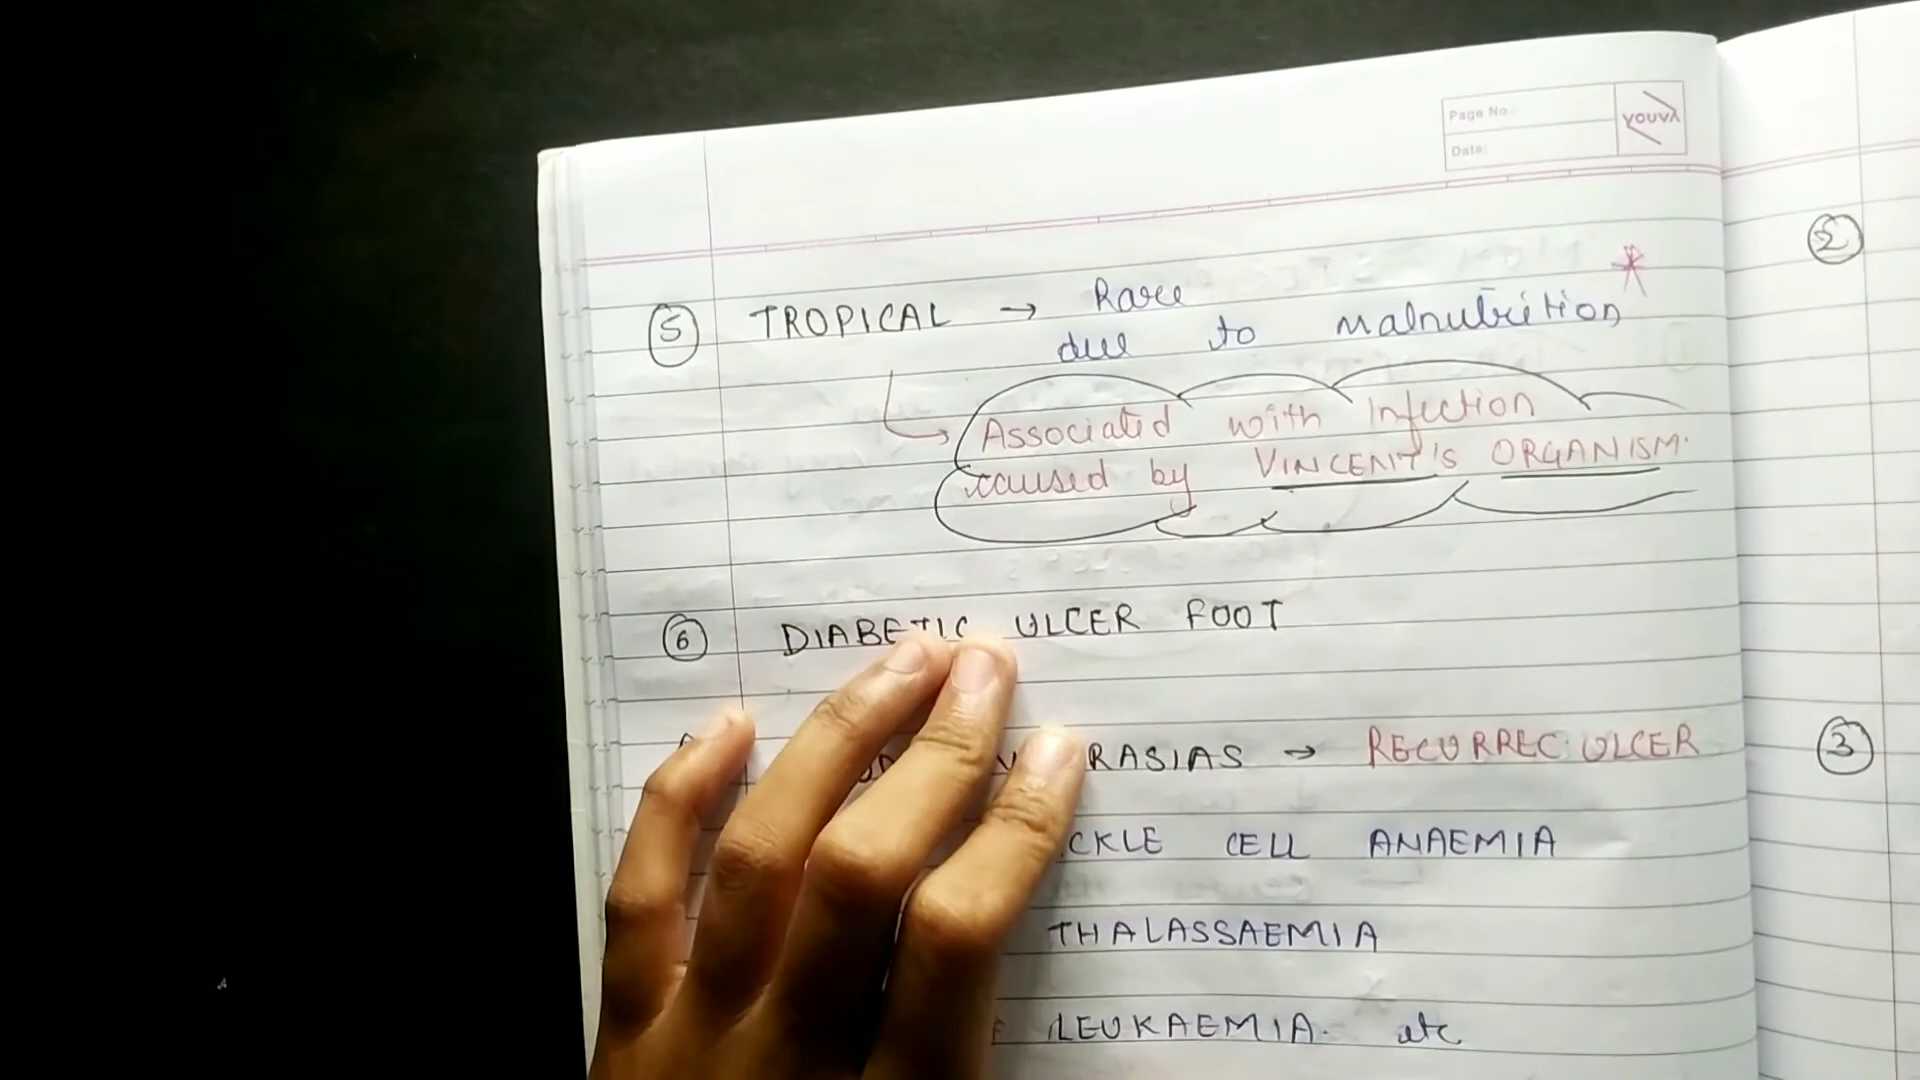 Page No.:
Date:
YOUVA
5 TROPICAL → Rare
due to malnutrition *
Associated with Infection
caused by VINCENT'S ORGANISM.
6 DIABETIC ULCER FOOT
RASIAS → RECURREC. ULCER
CKLE CELL ANAEMIA
THALASSAEMIA
LEUKAEMIA. etc
2
3